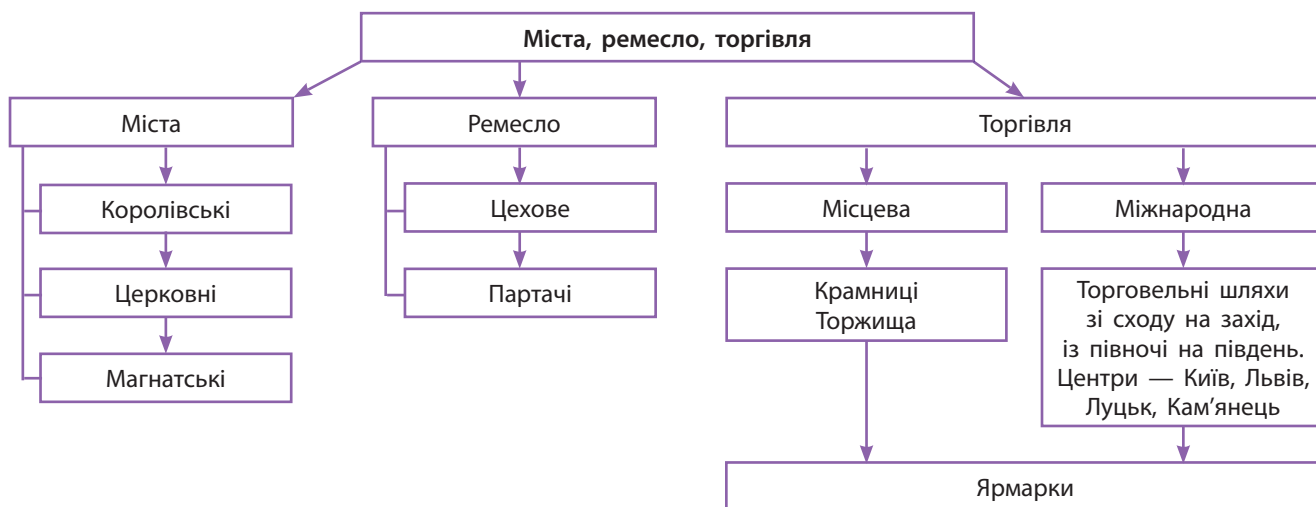 Міста, ремесло, торгівля
Міста
Королівські
Церковні
Магнатські
Ремесло
Цехове
Партачі
Торгівля
Місцева
Крамниці
Торжища
Міжнародна
Торговельні шляхи
зі сходу на захід,
із півночі на південь.
Центри — Київ, Львів,
Луцьк, Кам'янець
Ярмарки